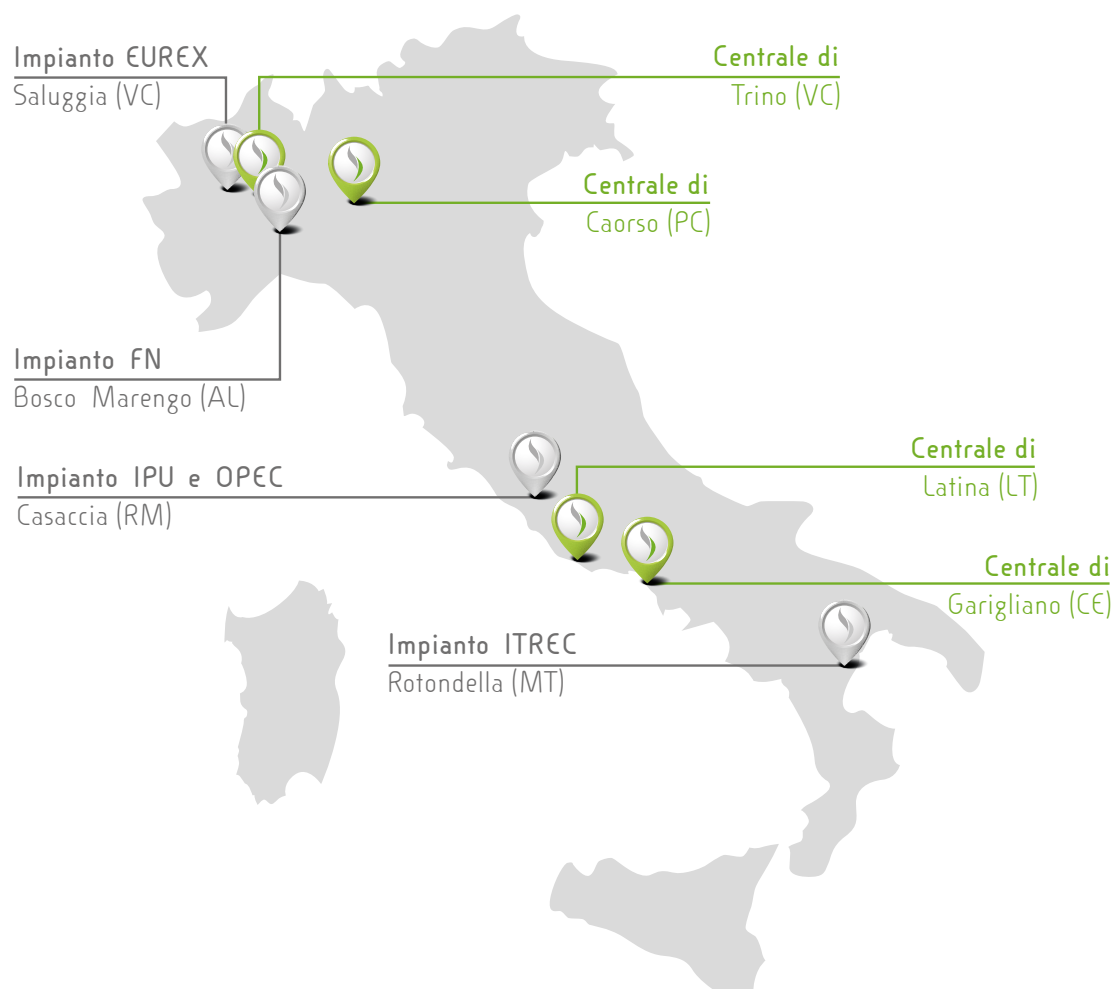 Impianto EUREX
Saluggia (VC)
Centrale di
Trino (VC)
Centrale di
Caorso (PC)
Impianto FN
Bosco Marengo (AL)
Impianto IPU e OPEC
Casaccia (RM)
Centrale di
Latina (LT)
Centrale di
Garigliano (CE)
Impianto ITREC
Rotondella (MT)